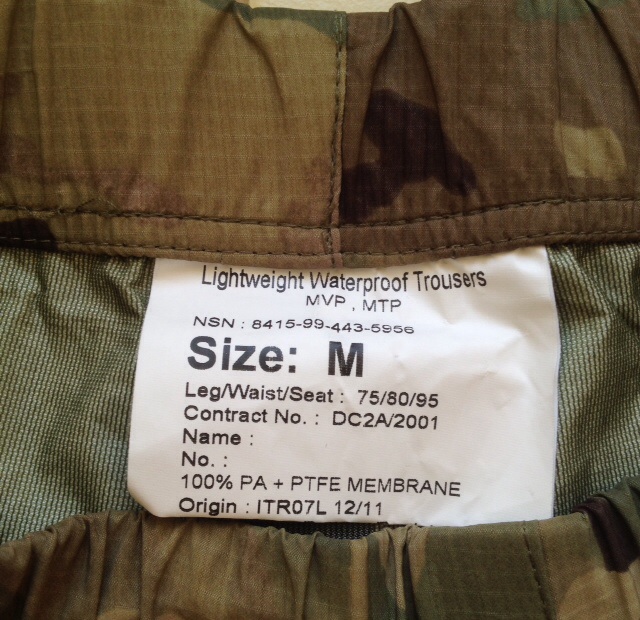 Lightweight Waterproof Trousers
MVP , MTP
NSN : 8415-99-443-5956
Size: M
Leg/Waist/Seat : 75/80/95
Contract No. : DC2A/2001
Name :
No. :
100% PA + PTFE MEMBRANE
Origin : ITR07L 12/11